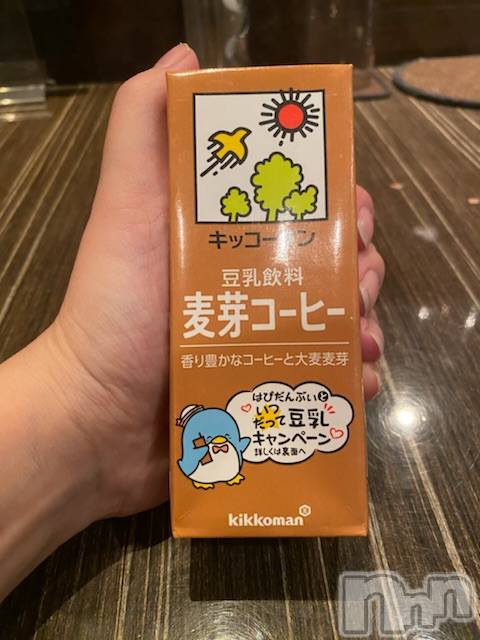 キッコーマン
豆乳飲料
麦芽コーヒー
香り豊かなコーヒーと大麦麦芽
はぴだんぶいと
いつ
だって豆乳
キャンペーン
詳しくは裏面へ
kikkoman